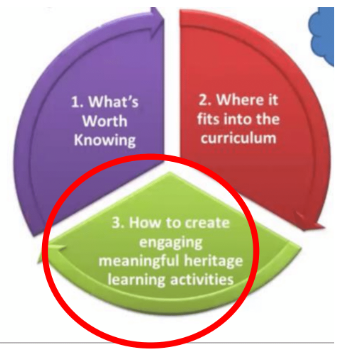 1. What's
Worth
Knowing
2. Where it
fits into the
curriculum
3. How to create
engaging
meaningful heritage
learning activities